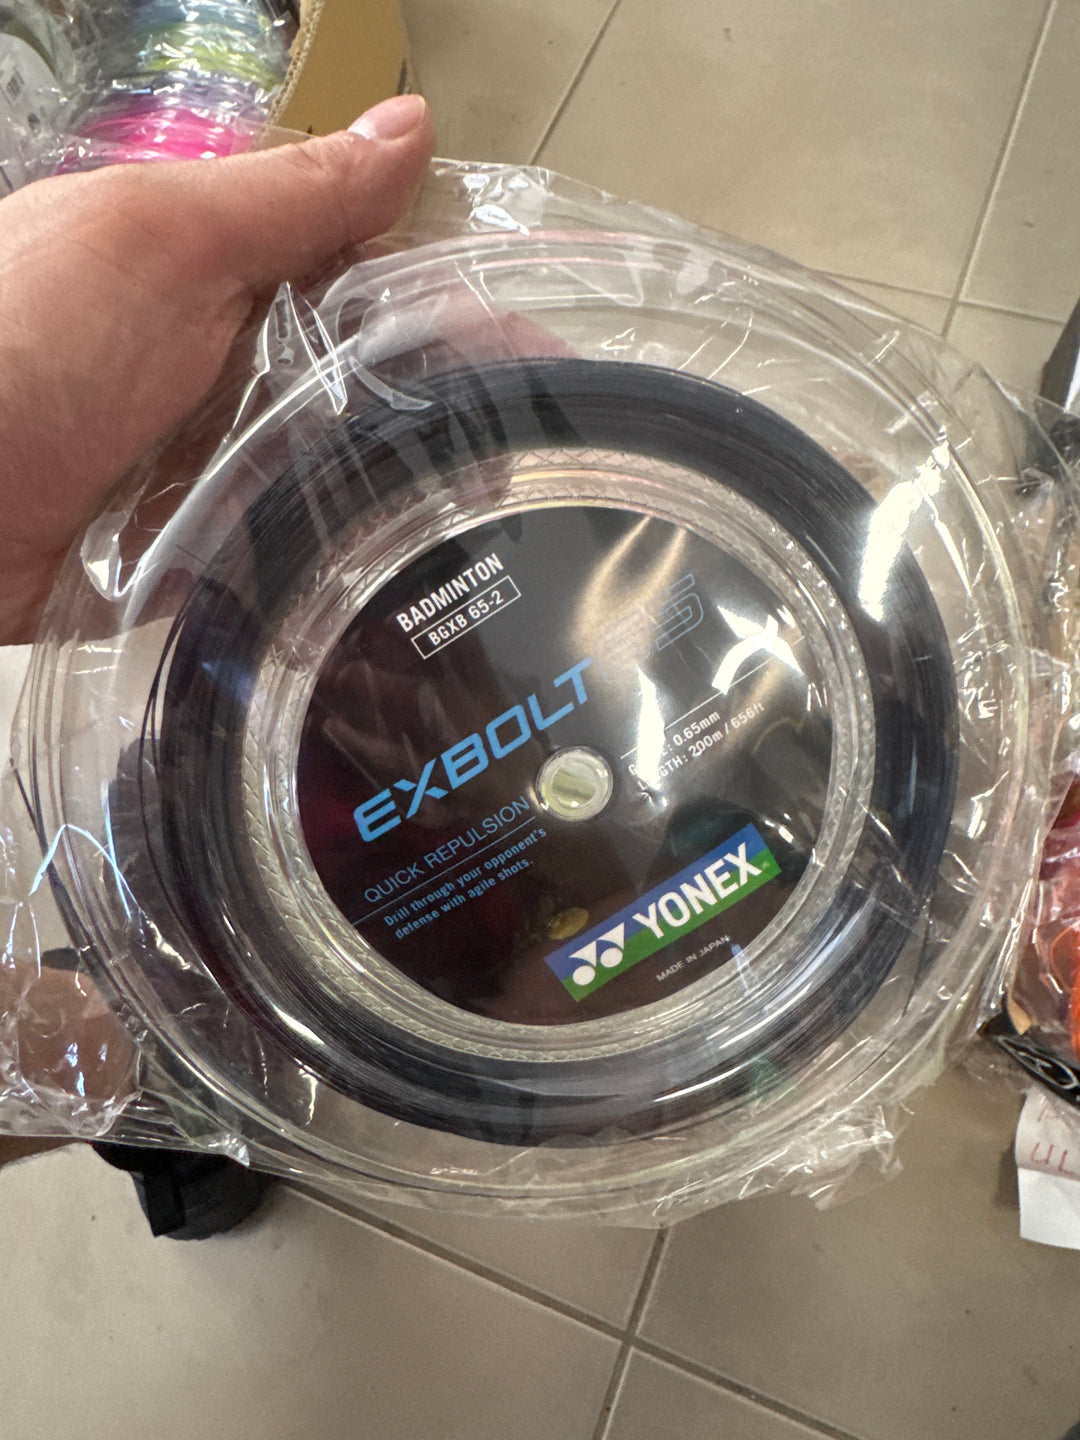 BADMINTON
BGXB 65-2
EXBOLT 65
QUICK REPULSION
Drill through your opponent's
defense with agile shots.
: 0.65mm
: 200m / 656ft
YONEX
MADE IN JAPAN